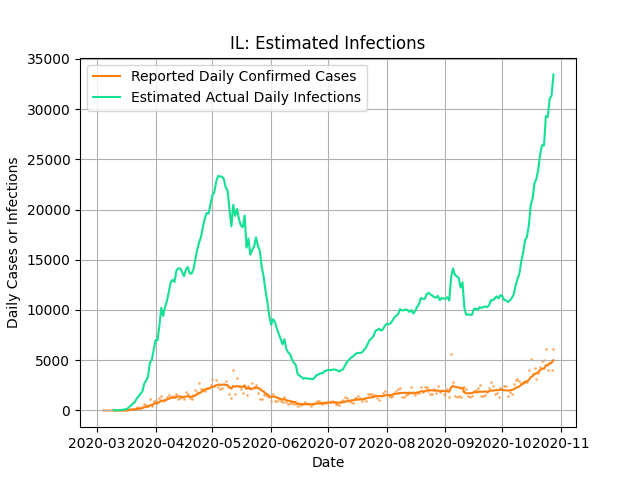 IL: Estimated Infections
35000
30000
25000
20000
15000
10000
5000
0
Daily Cases or Infections
Reported Daily Confirmed Cases
Estimated Actual Daily Infections
2020-03 2020-04 2020-05 2020-06 2020-07 2020-08 2020-09 2020-10 2020-11
Date